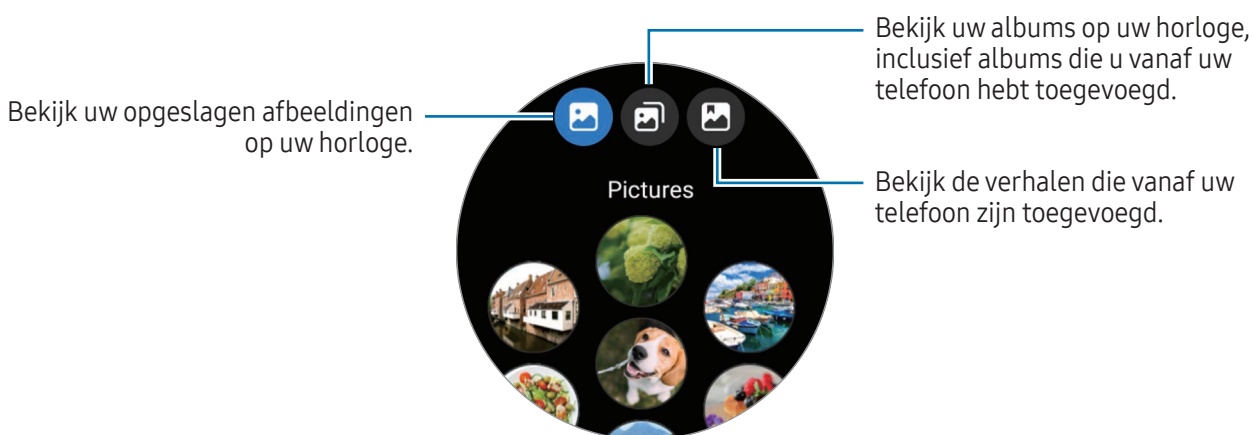 Bekijk uw opgeslagen afbeeldingen
op uw horloge.
Bekijk uw albums op uw horloge,
inclusief albums die u vanaf uw
telefoon hebt toegevoegd.
Bekijk de verhalen die vanaf uw
telefoon zijn toegevoegd.
Pictures